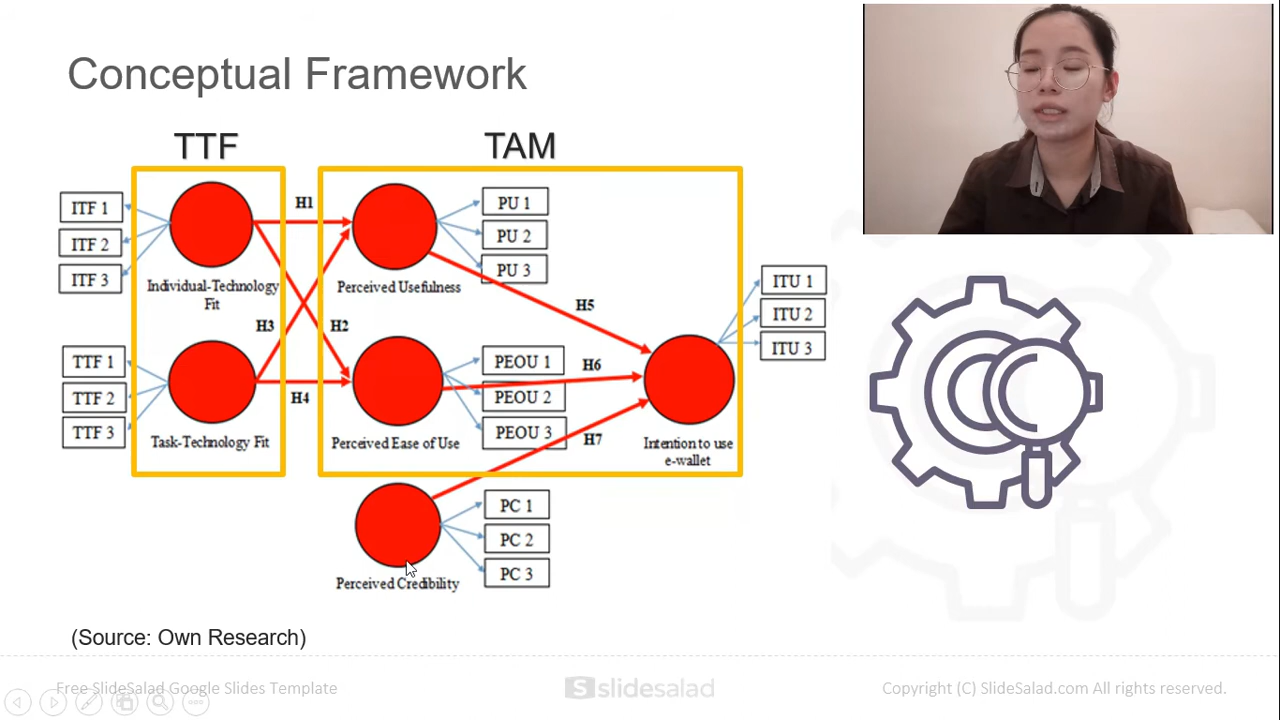 Conceptual Framework
TTF
TAM
ITF 1
ITF 2
ITF 3
Individual-Technology
Fit
H1
H3
H2
H4
TTF 1
TTF 2
TTF 3
Task-Technology Fit
PU 1
PU 2
PU 3
Perceived Usefulness
H5
PEOU 1
PEOU 2
PEOU 3
Perceived Ease of Use
H6
H7
ITU 1
ITU 2
ITU 3
Intention to use
e-wallet
PC 1
PC 2
PC 3
Perceived Credibility
(Source: Own Research)
Free SlideSalad Google Slides Template
slidesalad
Copyright (C) SlideSalad.com All rights reserved.